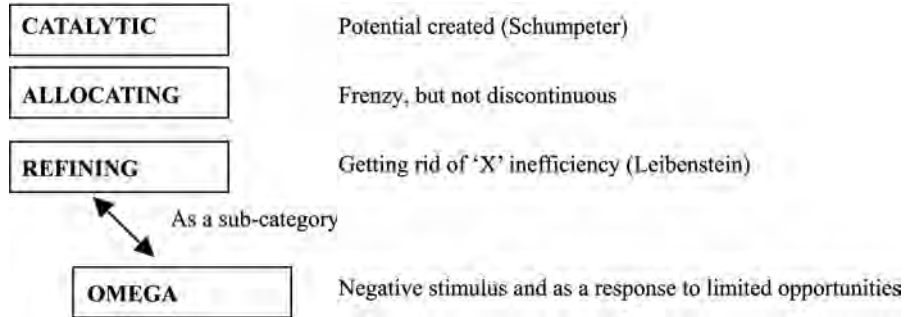 CATALYTIC Potential created (Schumpeter)
ALLOCATING Frenzy, but not discontinuous
REFINING Getting rid of ‘X’ inefficiency (Leibenstein)
As a sub-category
OMEGA Negative stimulus and as a response to limited opportunities